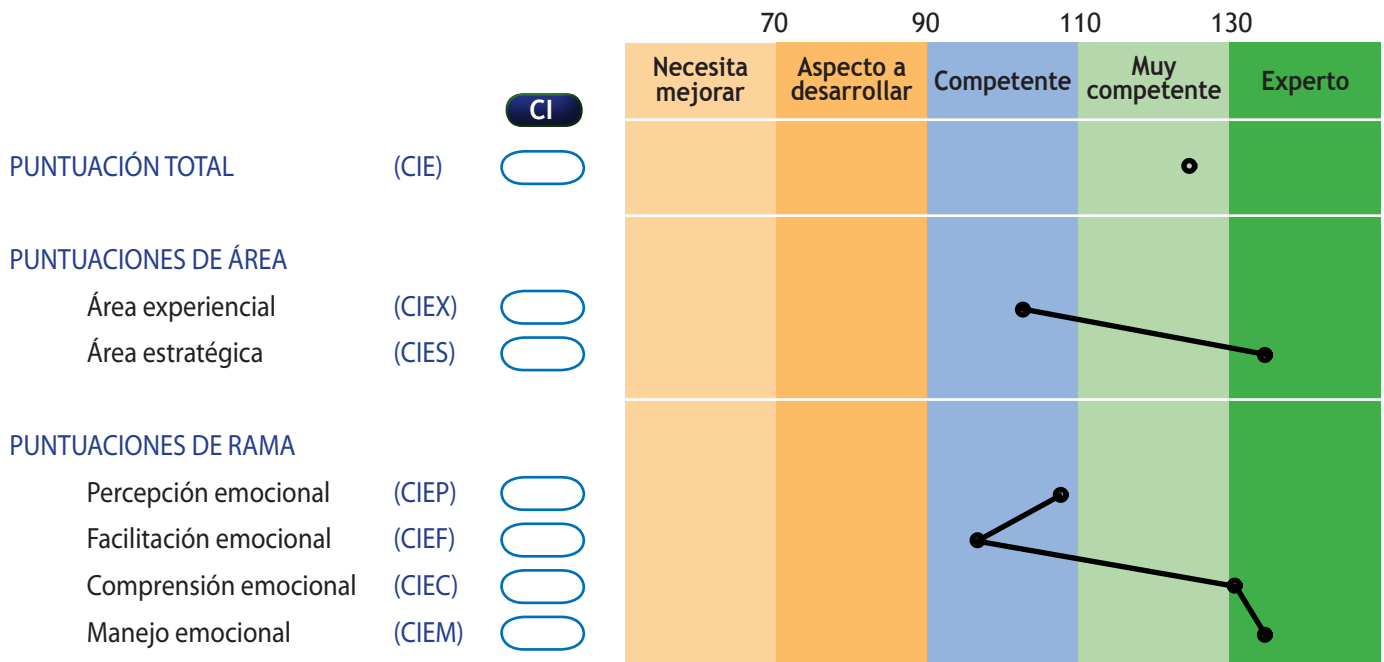 70 90 110 130
Necesita mejorar
Aspecto a desarrollar
Competente
Muy competente
Experto
CI
PUNTUACIÓN TOTAL (CIE)
PUNTUACIONES DE ÁREA
Área experiencial (CIEX)
Área estratégica (CIES)
PUNTUACIONES DE RAMA
Percepción emocional (CIEP)
Facilitación emocional (CIEF)
Comprensión emocional (CIEC)
Manejo emocional (CIEM)